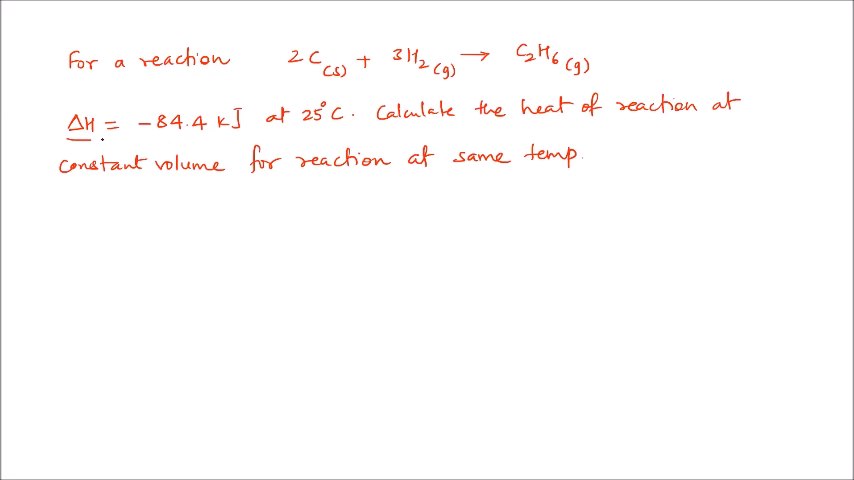 For a reaction 2C(s) + 3H2(g) → C2H6(g)
ΔH = -84.4 kJ at 25°C. Calculate the heat of reaction at
constant volume for reaction at same temp.